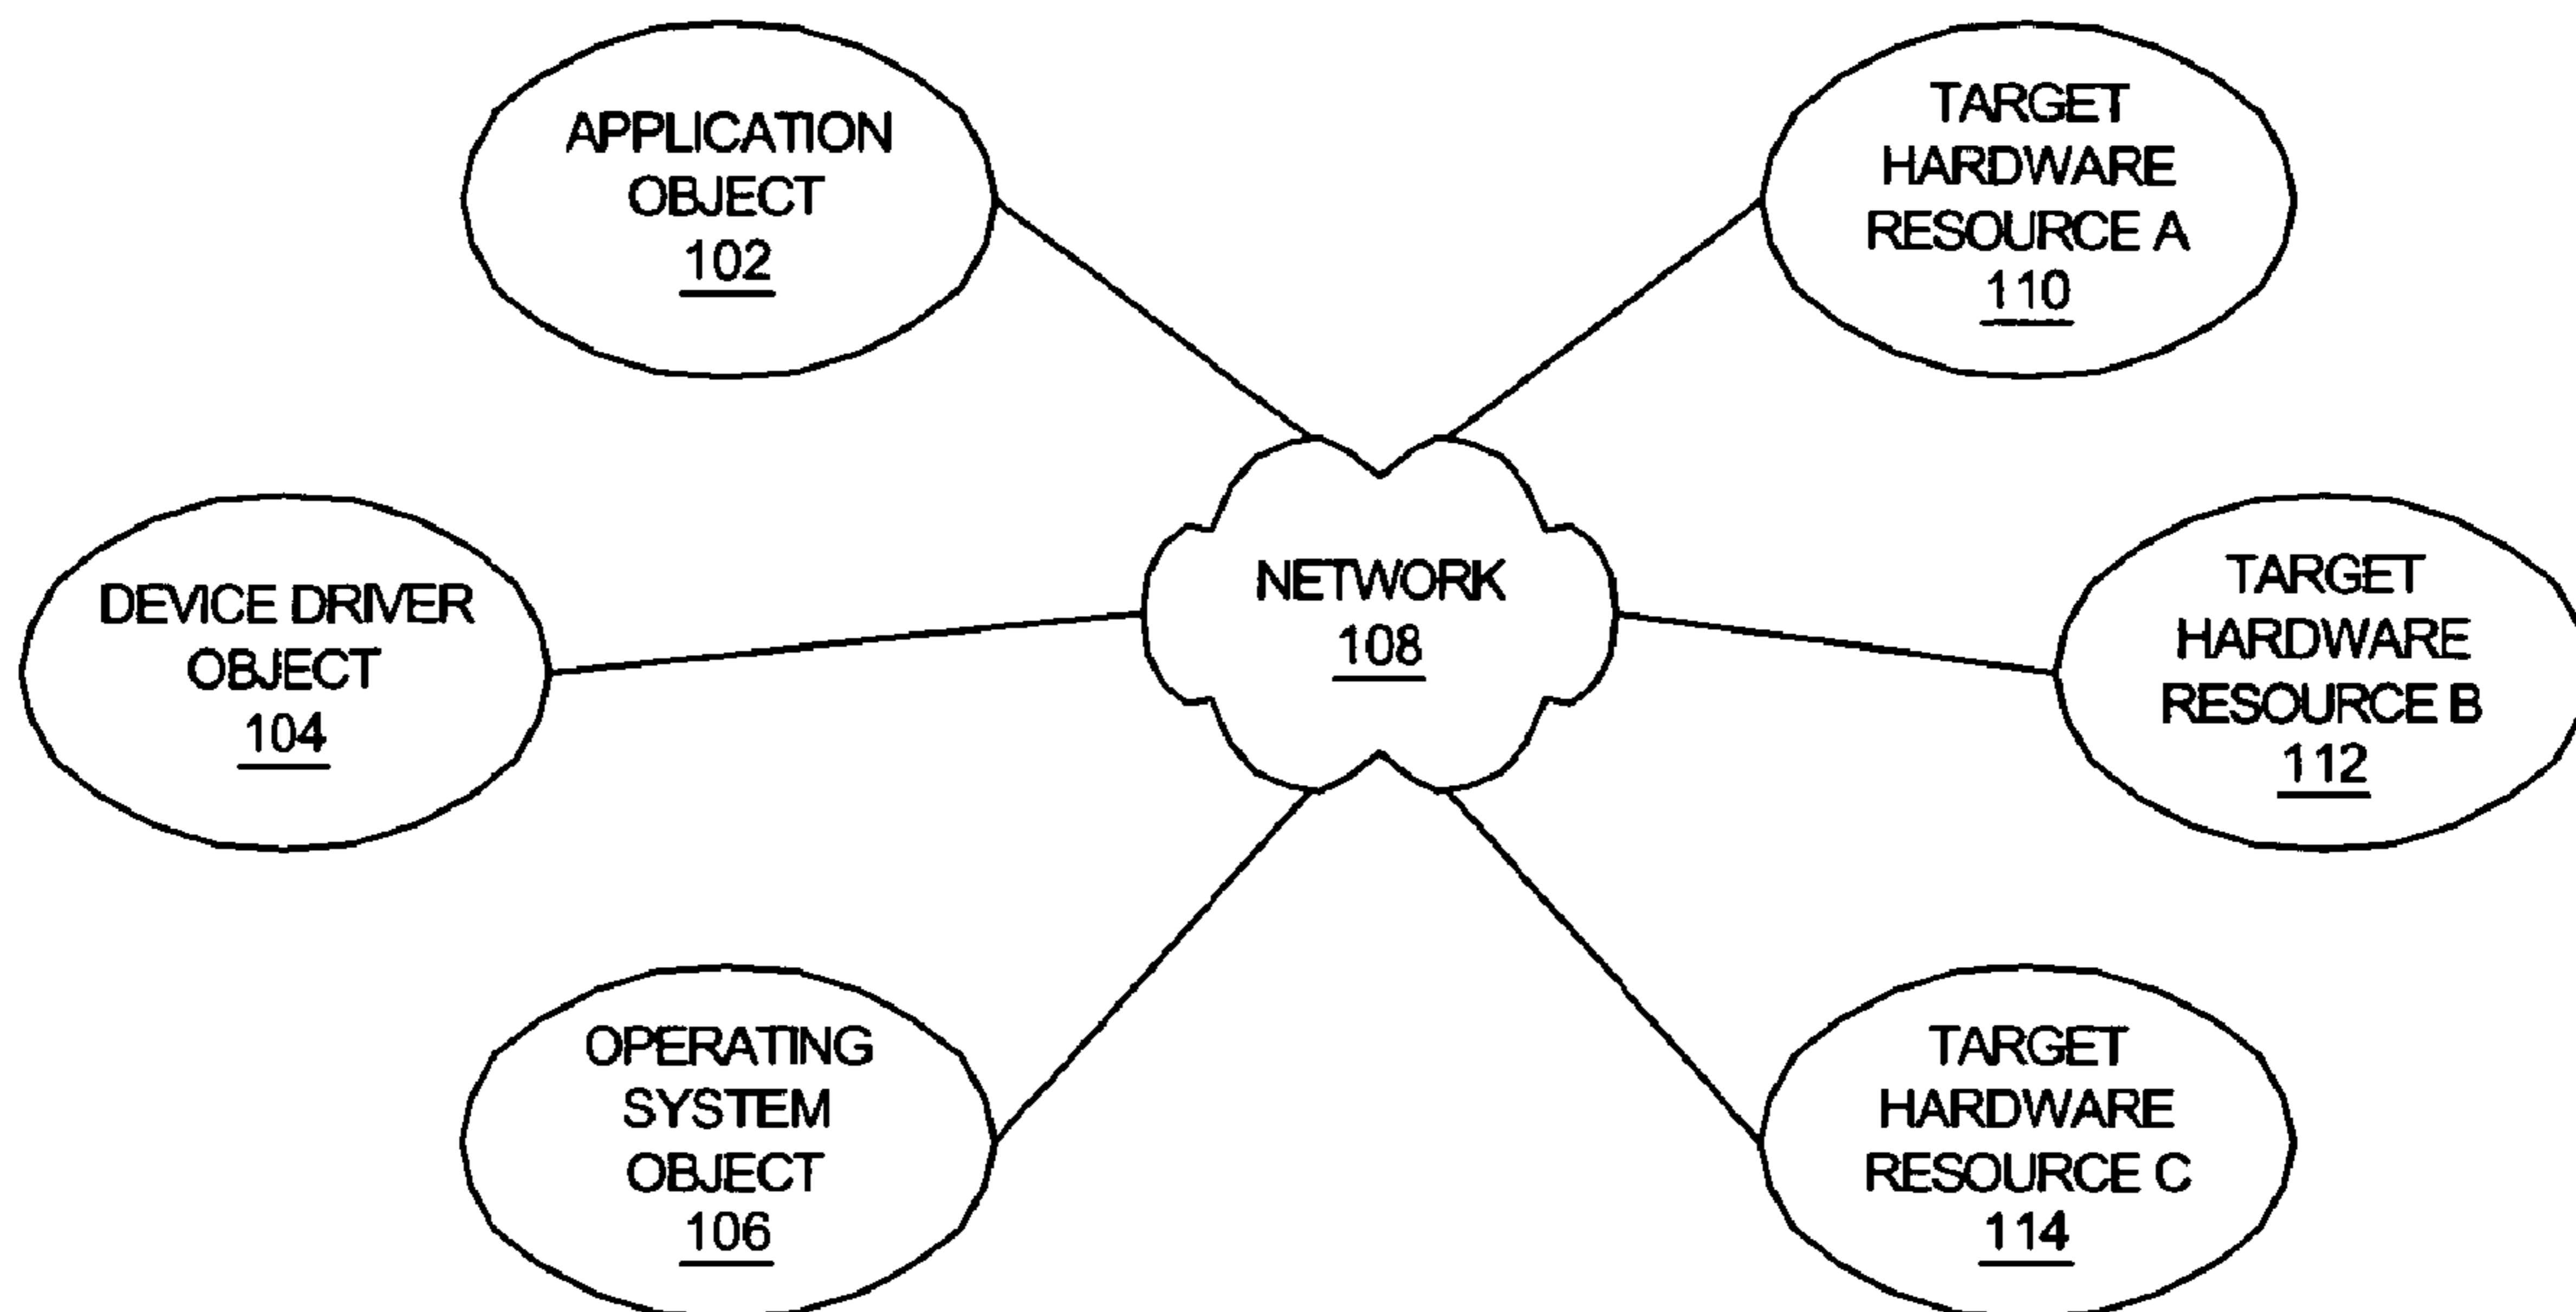 APPLICATION
OBJECT
102
TARGET
HARDWARE
RESOURCE A
110
DEVICE DRIVER
OBJECT
104
NETWORK
108
TARGET
HARDWARE
RESOURCE B
112
OPERATING
SYSTEM
OBJECT
106
TARGET
HARDWARE
RESOURCE C
114